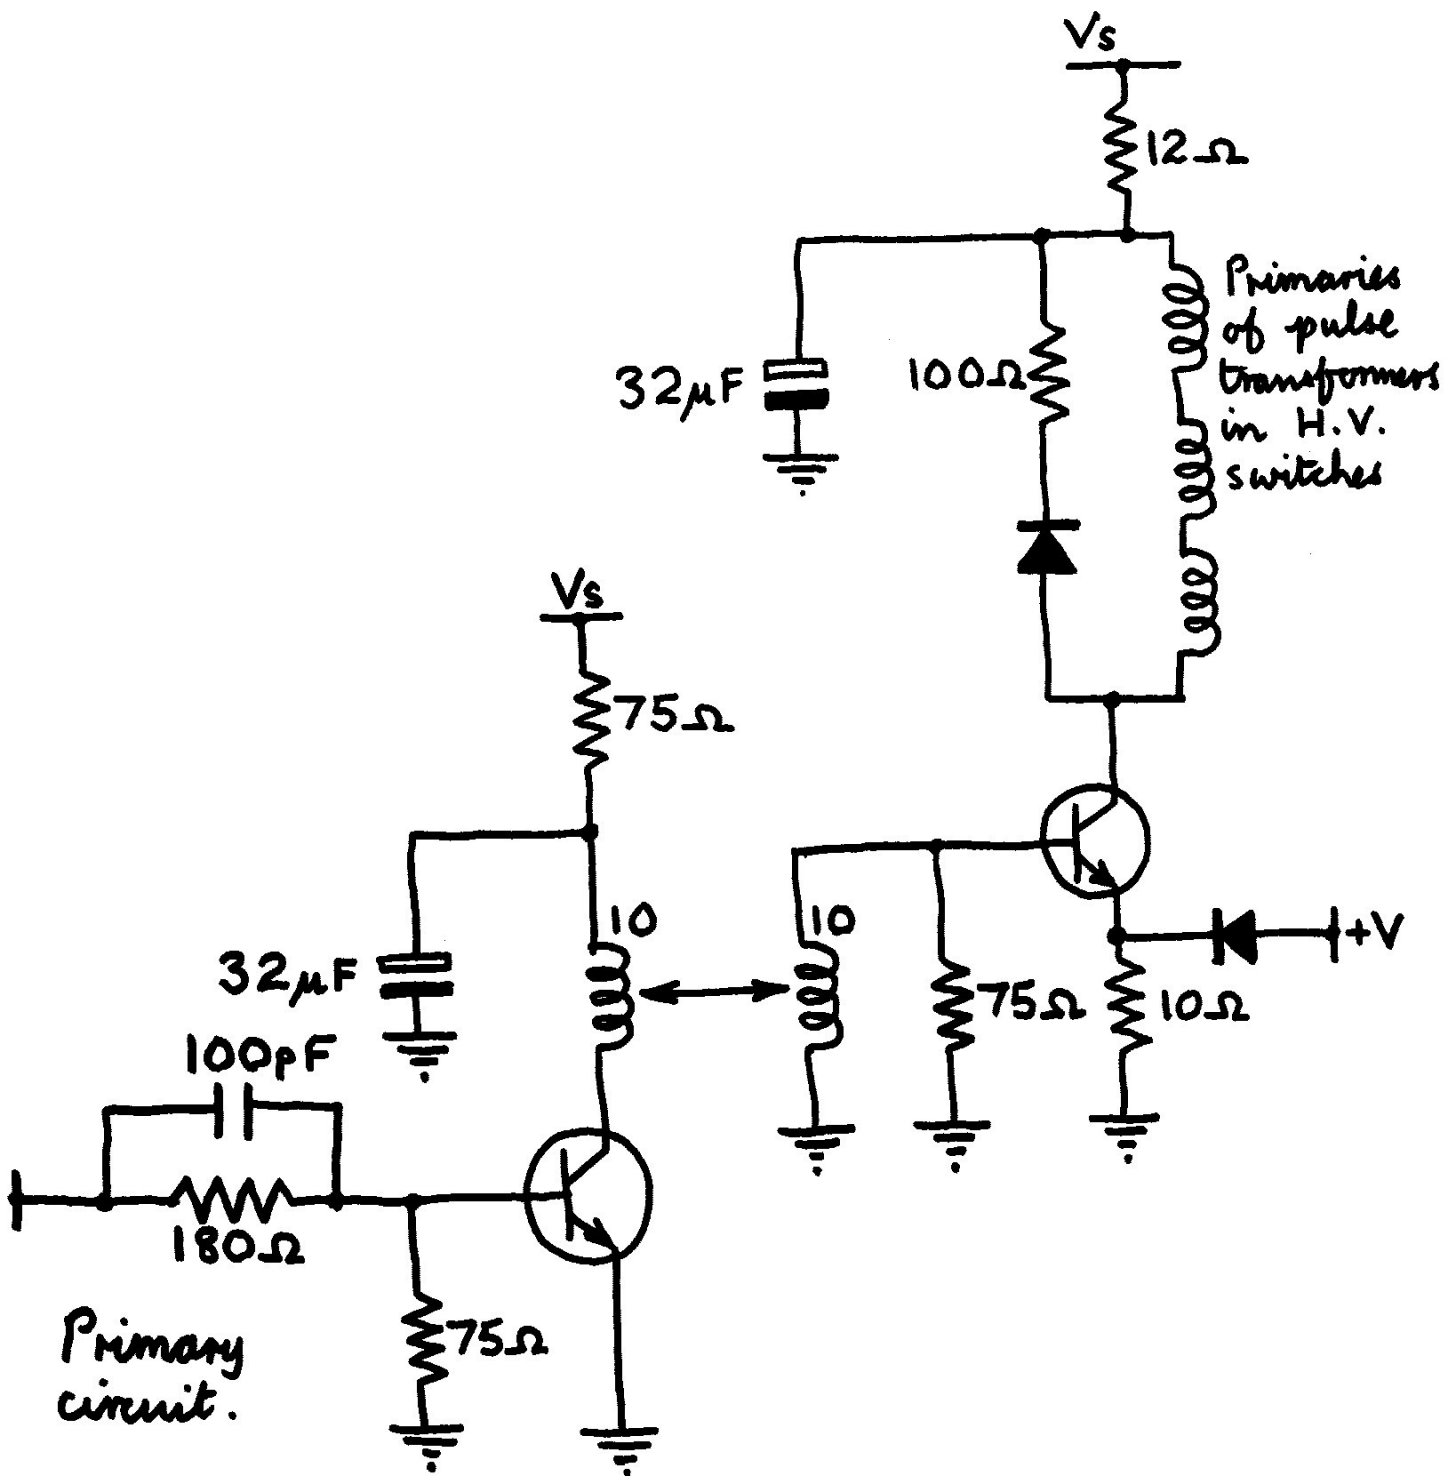 Vs
12Ω
Primaries
of pulse
transformers
in H.V.
switches
32μF
100Ω
Vs
75Ω
10
10
+V
32μF
75Ω
10Ω
100pF
180Ω
75Ω
Primary
circuit.